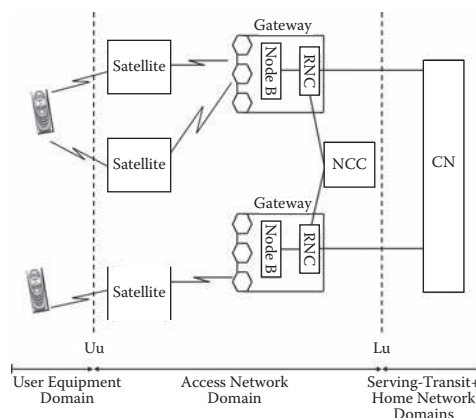 Gateway
Satellite
Node B
RNC
Satellite
NCC
CN
Gateway
Satellite
Node B
RNC
Uu
Lu
User Equipment
Domain
Access Network
Domain
Serving-Transit+
Home Network
Domains